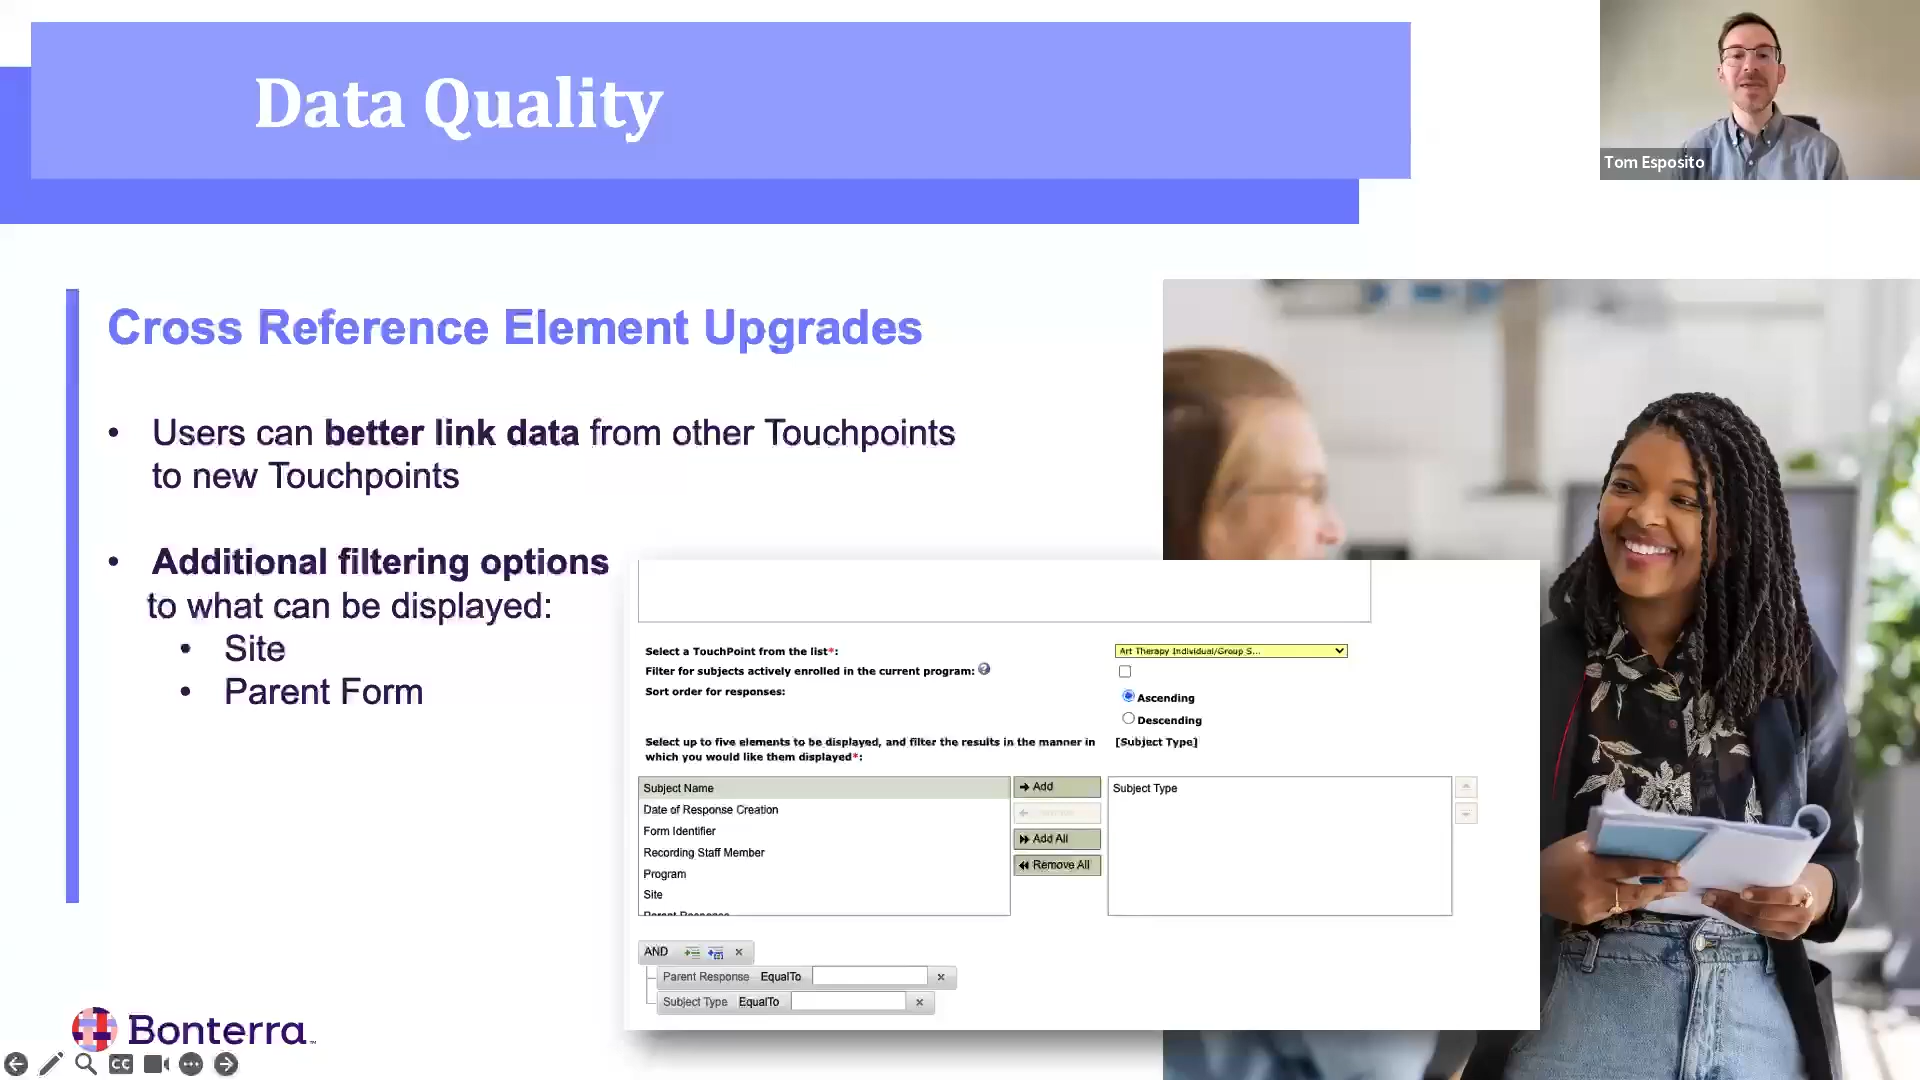 Data Quality
Tom Esposito
Cross Reference Element Upgrades
• Users can better link data from other Touchpoints
to new Touchpoints
• Additional filtering options
to what can be displayed:
• Site
• Parent Form
Select a TouchPoint from the list*:
Art Therapy Individual/Group S...
Filter for subjects actively enrolled in the current program:
Sort order for responses:
Ascending
Descending
Select up to five elements to be displayed, and filter the results in the manner in
which you would like them displayed*:
[Subject Type]
Subject Name
Date of Response Creation
Form Identifier
Recording Staff Member
Program
Site
Parent Response
Add
Add All
Remove All
Subject Type
AND
Parent Response EqualTo
Subject Type EqualTo
Bonterra™
CC